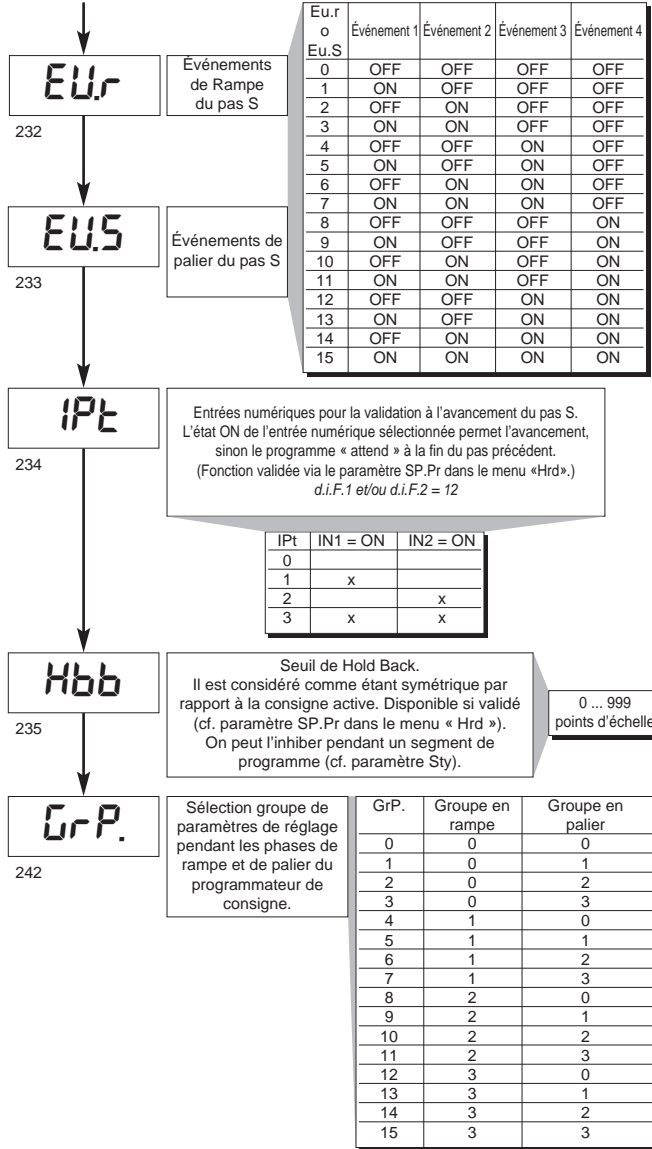 EU.r
232
Événements
de Rampe
du pas S
Eu.r
o
Eu.S
Événement 1 Événement 2 Événement 3 Événement 4
0 OFF OFF OFF OFF
1 ON OFF OFF OFF
2 OFF ON OFF OFF
3 ON ON OFF OFF
4 OFF OFF ON OFF
5 ON OFF ON OFF
6 OFF ON ON OFF
7 ON ON ON OFF
8 OFF OFF OFF ON
9 ON OFF OFF ON
10 OFF ON OFF ON
11 ON ON OFF ON
12 OFF OFF ON ON
13 ON OFF ON ON
14 OFF ON ON ON
15 ON ON ON ON
EU.S
233
Événements de
palier du pas S
IPt
234
Entrées numériques pour la validation à l'avancement du pas S.
L'état ON de l'entrée numérique sélectionnée permet l'avancement,
sinon le programme « attend » à la fin du pas précédent.
(Fonction validée via le paramètre SP.Pr dans le menu «Hrd».)
d.i.F.1 et/ou d.i.F.2 = 12
IPt IN1 = ON IN2 = ON
0
1 x
2 x
3 x x
Hbb
235
Seuil de Hold Back.
Il est considéré comme étant symétrique par
rapport à la consigne active. Disponible si validé
(cf. paramètre SP.Pr dans le menu « Hrd »).
On peut l'inhiber pendant un segment de
programme (cf. paramètre Sty).
0 ... 999
points d'échelle
GrP.
242
Sélection groupe de
paramètres de réglage
pendant les phases de
rampe et de palier du
programmateur de
consigne.
GrP. Groupe en rampe Groupe en palier
0 0 0
1 0 1
2 0 2
3 0 3
4 1 0
5 1 1
6 1 2
7 1 3
8 2 0
9 2 1
10 2 2
11 2 3
12 3 0
13 3 1
14 3 2
15 3 3